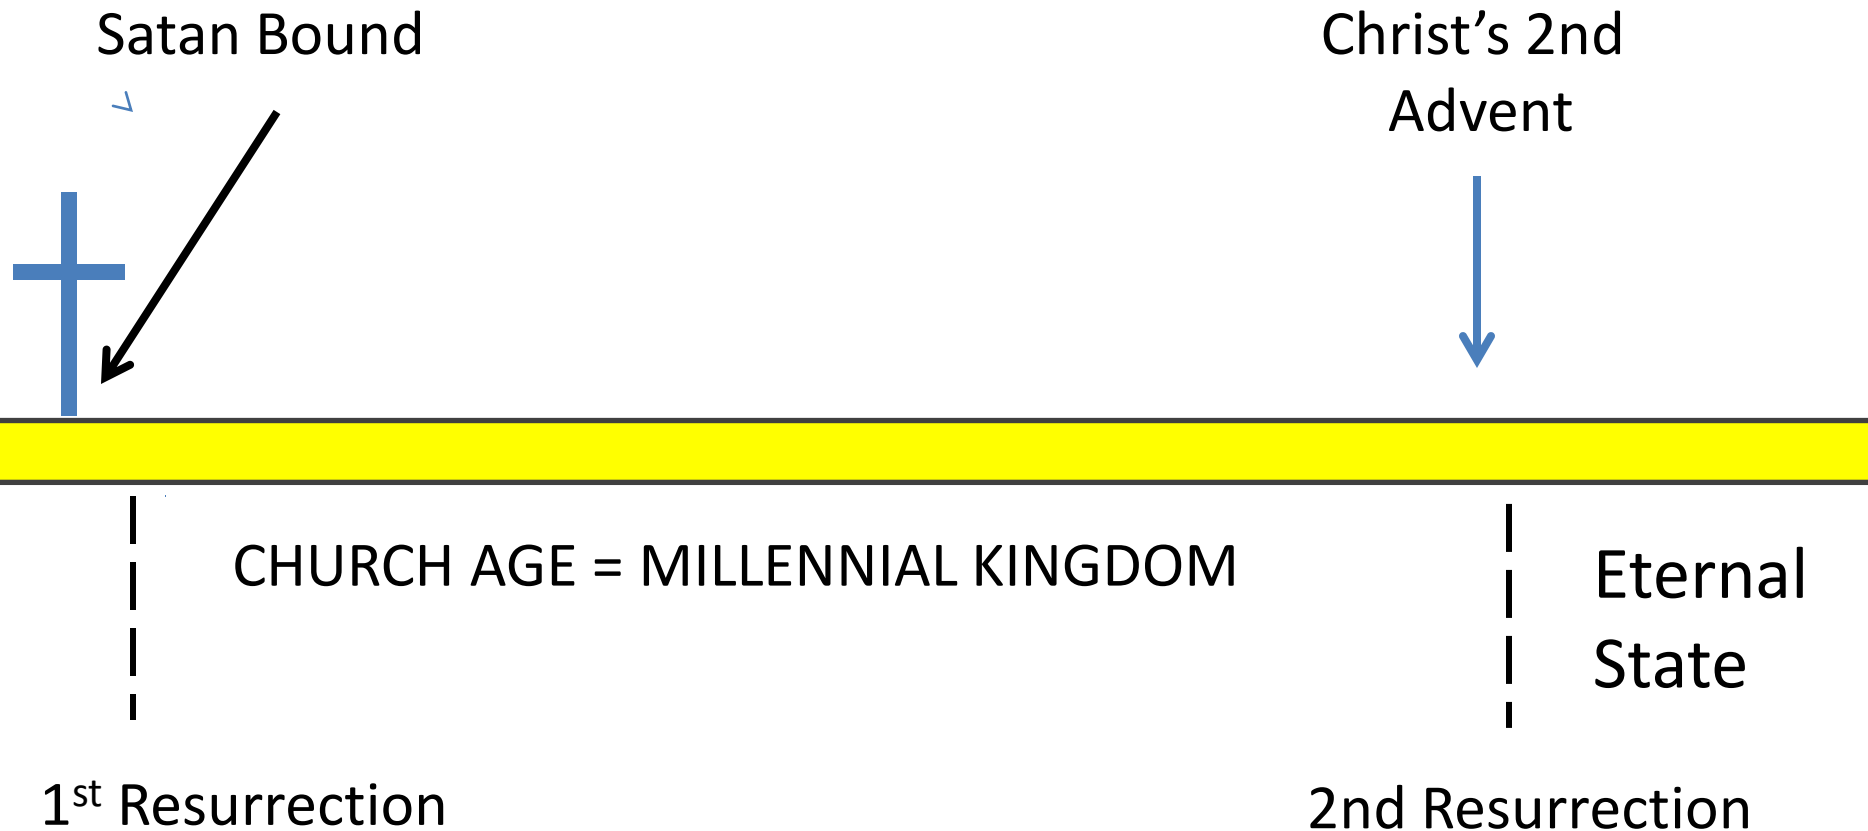 Satan Bound
Christ’s 2nd
Advent
CHURCH AGE = MILLENNIAL KINGDOM
Eternal
State
1st Resurrection
2nd Resurrection